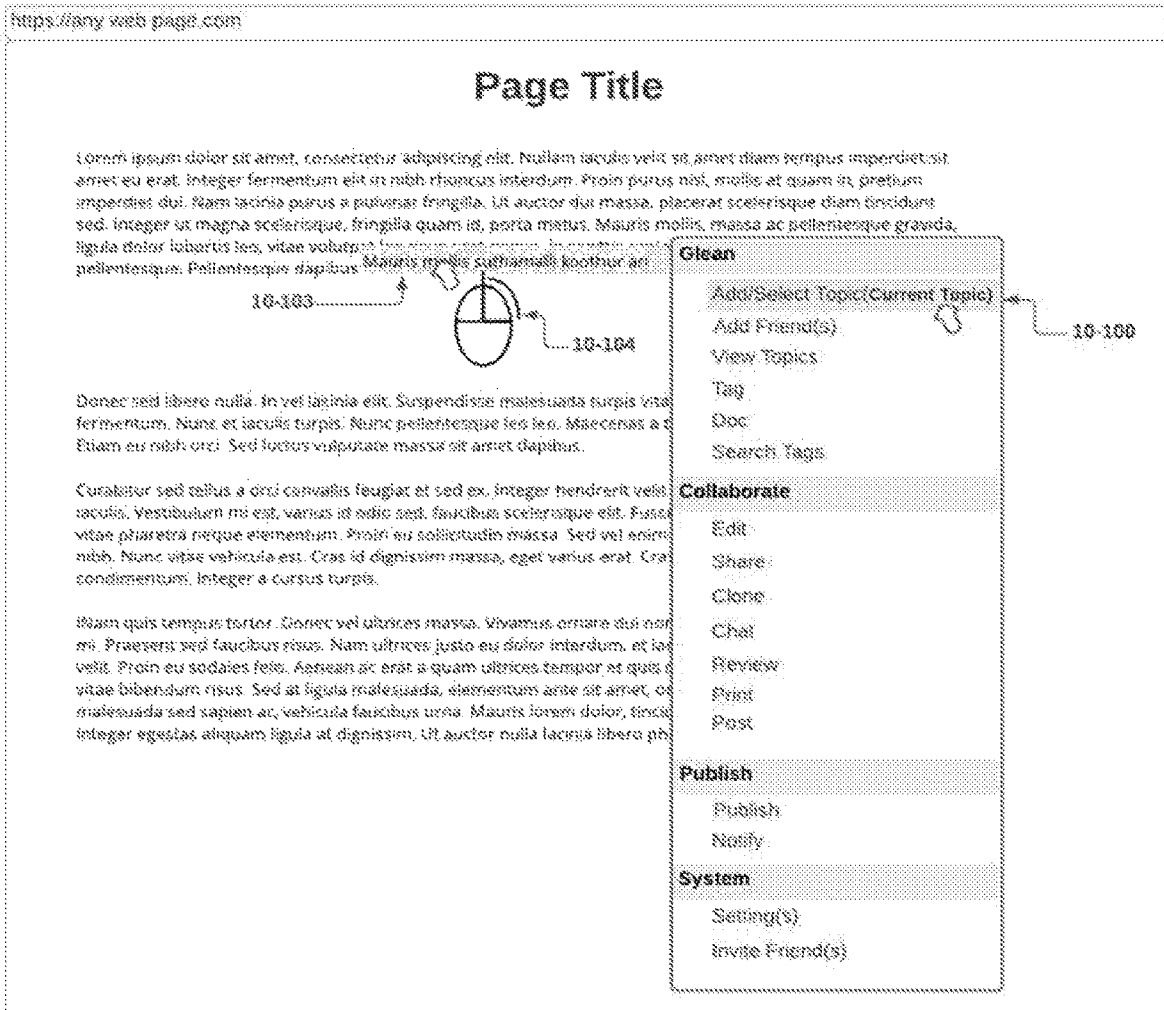 https://any web page.com
Page Title
Lorem ipsum dolor sit amet, consectetur adipiscing elit. Nullam iaculis velit sit amet diam tempus imperdiet sit
amet eu erat. Integer fermentum elit in nibh rhoncus interdum. Proin purus nisl, mollis at quam in, pretium
imperdiet dui. Nam lacinia purus a pulvinar fringilla. Ut auctor dui massa, placerat scelerisque diam tincidunt
sed. Integer ut magna scelerisque, fringilla quam id, porta metus. Mauris mollis, massa ac pellentesque gravida,
ligula dolor lobortis leo, vitae volutpat
pellentesque. Pellentesque dapibus Mauris mollis suthamalli koothur ari
10-103
10-104
Glean
Add/Select Topic(Current Topic)
10-100
Add Friend(s)
View Topics
Tag
Doc
Search Tags
Donec sed libero nulla. In vel lacinia elit. Suspendisse malesuada turpis vita
fermentum. Nunc et iaculis turpis. Nunc pellentesque leo leo. Maecenas a
Etiam eu nibh orci. Sed luctus vulputate massa sit amet dapibus.
Collaborate
Edit
Share
Clone
Chat
Review
Print
Post
Curabitur sed tellus a orci convallis feugiat et sed ex. Integer hendrerit velit
iaculis. Vestibulum mi est, varius id odio sed, faucibus scelerisque elit. Fusce
vitae pharetra neque elementum. Proin eu sollicitudin massa. Sed vel enim
nibh. Nunc vitae vehicula est. Cras id dignissim massa, eget varius erat. Cras
condimentum. Integer a cursus turpis.
Nam quis tempus tortor. Donec vel ultrices massa. Vivamus ornare dui non
mi. Praesent sed faucibus risus. Nam ultrices justo eu dolor interdum, et
velit. Proin eu sodales felis. Aenean ac erat a quam ultrices tempor et quis
vitae bibendum risus. Sed at ligula malesuada, elementum ante sit amet,
malesuada sed sapien ac, vehicula faucibus urna. Mauris lorem dolor, tincid
Integer egestas aliquam ligula at dignissim. Ut auctor nulla lacinia libero ph
Publish
Publish
Notify
System
Setting(s)
Invite Friend(s)